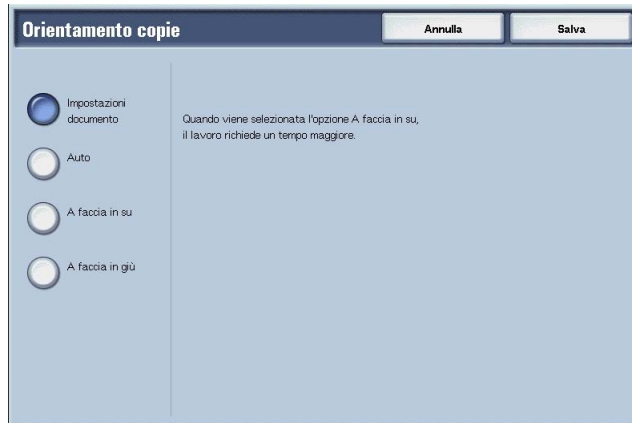 Orientamento copie
Annulla
Salva
Impostazioni
documento
Quando viene selezionata l'opzione A faccia in su,
il lavoro richiede un tempo maggiore.
Auto
A faccia in su
A faccia in giù